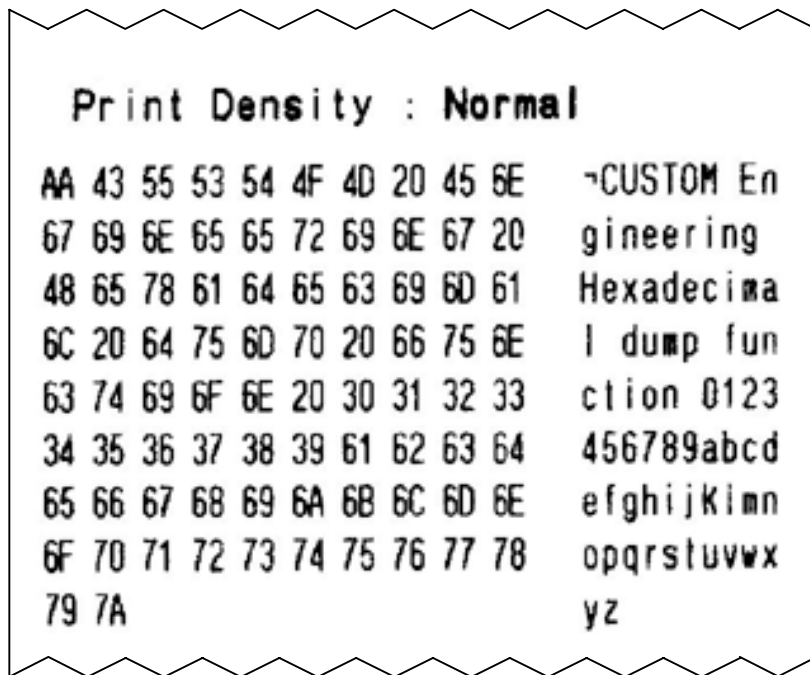 Print Density : Normal
AA 43 55 53 54 4F 4D 20 45 6E ¬CUSTOM En
67 69 6E 65 65 72 69 6E 67 20 gineering
48 65 78 61 64 65 63 69 6D 61 Hexadecima
6C 20 64 75 6D 70 20 66 75 6E l dump fun
63 74 69 6F 6E 20 30 31 32 33 ction 0123
34 35 36 37 38 39 61 62 63 64 456789abcd
65 66 67 68 69 6A 6B 6C 6D 6E efghijKimn
6F 70 71 72 73 74 75 76 77 78 opqrstuvwx
79 7A yz